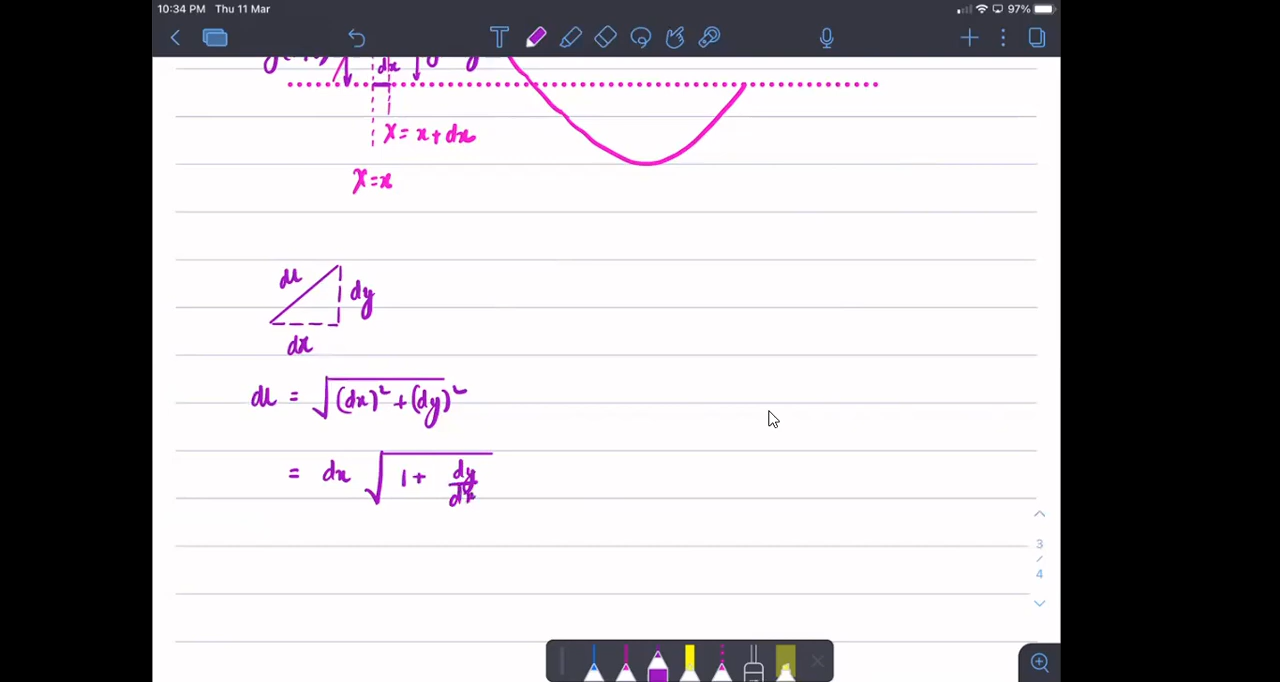 10:34 PM Thu 11 Mar 97%
T
dx
X = x + dx
X = x
dl
dy
dx
dl = √((dx)² + (dy)²)
= dx √(1 + dy/dx)
3
/
4